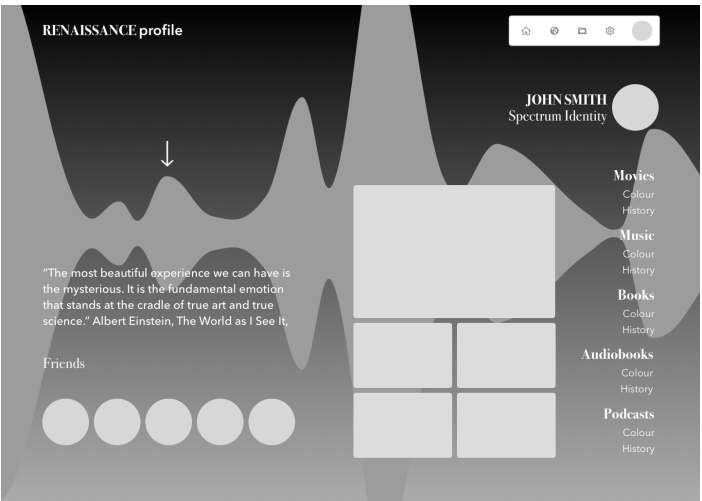 RENAISSANCE profile
JOHN SMITH
Spectrum Identity
Movies
Colour
History
Music
Colour
History
Books
Colour
History
Audiobooks
Colour
History
Podcasts
Colour
History
“The most beautiful experience we can have is
the mysterious. It is the fundamental emotion
that stands at the cradle of true art and true
science.” Albert Einstein, The World as I See It,
Friends